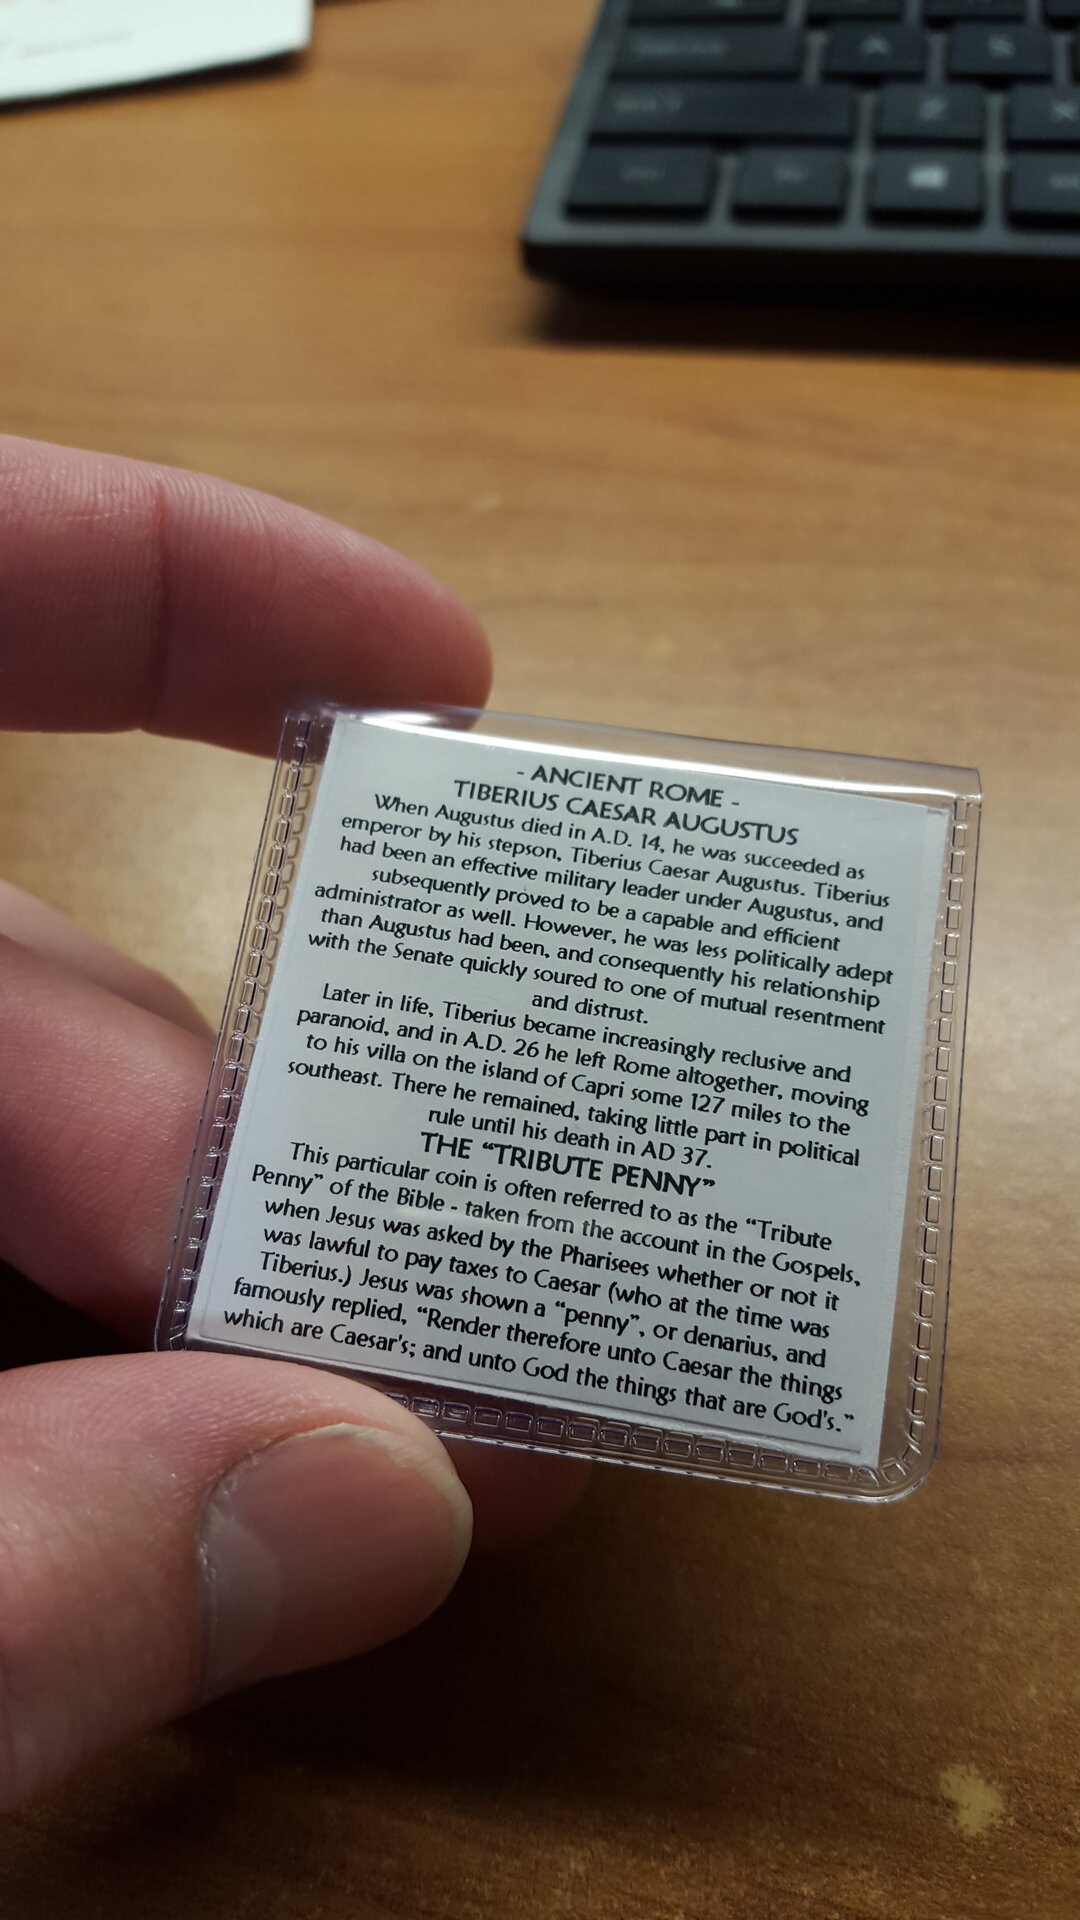 - ANCIENT ROME -
TIBERIUS CAESAR AUGUSTUS
When Augustus died in A.D. 14, he was succeeded as
emperor by his stepson, Tiberius Caesar Augustus. Tiberius
had been an effective military leader under Augustus, and
subsequently proved to be a capable and efficient
administrator as well. However, he was less politically adept
than Augustus had been, and consequently his relationship
with the Senate quickly soured to one of mutual resentment
and distrust.
Later in life, Tiberius became increasingly reclusive and
paranoid, and in A.D. 26 he left Rome altogether, moving
to his villa on the island of Capri some 127 miles to the
southeast. There he remained, taking little part in political
rule until his death in AD 37.
THE “TRIBUTE PENNY”
This particular coin is often referred to as the “Tribute
Penny” of the Bible - taken from the account in the Gospels,
when Jesus was asked by the Pharisees whether or not it
was lawful to pay taxes to Caesar (who at the time was
Tiberius.) Jesus was shown a “penny”, or denarius, and
famously replied, “Render therefore unto Caesar the things
which are Caesar's; and unto God the things that are God's.”
A S
Z X